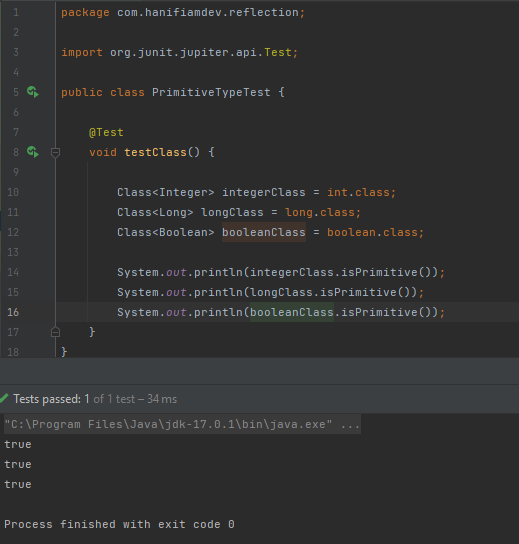 1 package com.hanifiamdev.reflection;
2
3 import org.junit.jupiter.api.Test;
4
5 public class PrimitiveTypeTest {
6
7 @Test
8 void testClass() {
9
10 Class<Integer> integerClass = int.class;
11 Class<Long> longClass = long.class;
12 Class<Boolean> booleanClass = boolean.class;
13
14 System.out.println(integerClass.isPrimitive());
15 System.out.println(longClass.isPrimitive());
16 System.out.println(booleanClass.isPrimitive());
17 }
18 }
Tests passed: 1 of 1 test – 34 ms
"C:\Program Files\Java\jdk-17.0.1\bin\java.exe" ...
true
true
true
Process finished with exit code 0